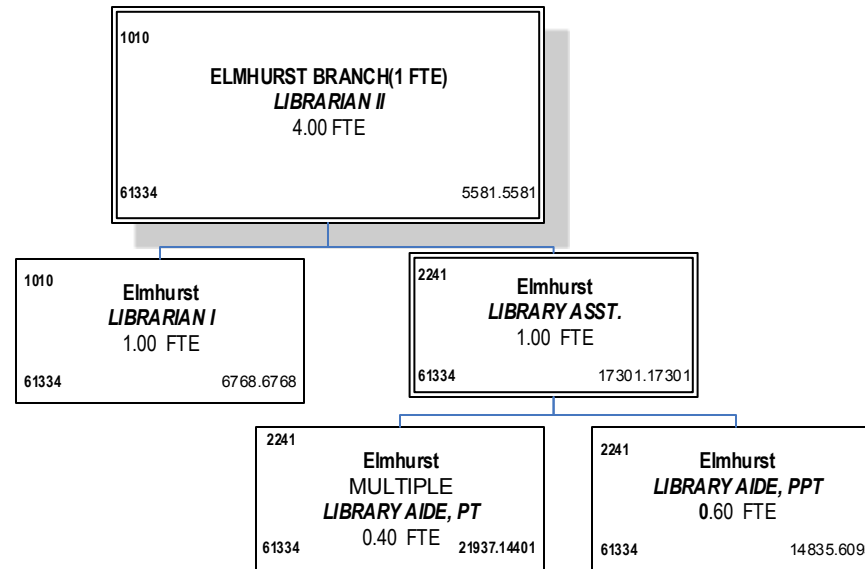 1010
ELMHURST BRANCH(1 FTE)
LIBRARIAN II
4.00 FTE
61334 5581.5581
1010
Elmhurst
LIBRARIAN I
1.00 FTE
61334 6768.6768
2241
Elmhurst
LIBRARY ASST.
1.00 FTE
61334 17301.17301
2241
Elmhurst
MULTIPLE
LIBRARY AIDE, PT
0.40 FTE
61334 21937.14401
2241
Elmhurst
LIBRARY AIDE, PPT
0.60 FTE
61334 14835.609